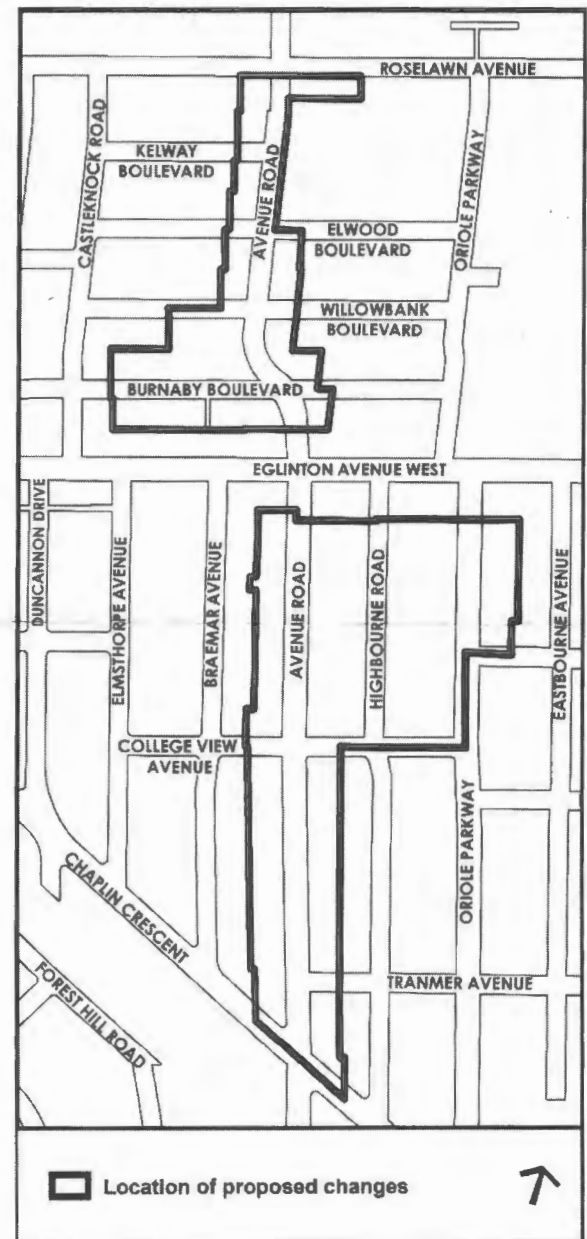 ROSELAWN AVENUE
CASTLEKNOCK ROAD
KELWAY
BOULEVARD
AVENUE ROAD
ORIOLE PARKWAY
ELWOOD
BOULEVARD
WILLOWBANK
BOULEVARD
BURNABY BOULEVARD
EGLINTON AVENUE WEST
DUNCANNON DRIVE
ELMSTHORPE AVENUE
BRAEMAR AVENUE
AVENUE ROAD
HIGHBOURNE ROAD
EASTBOURNE AVENUE
COLLEGE VIEW
AVENUE
ORIOLE PARKWAY
CHAPLIN CRESCENT
FOREST HILL ROAD
TRANMER AVENUE
Location of proposed changes